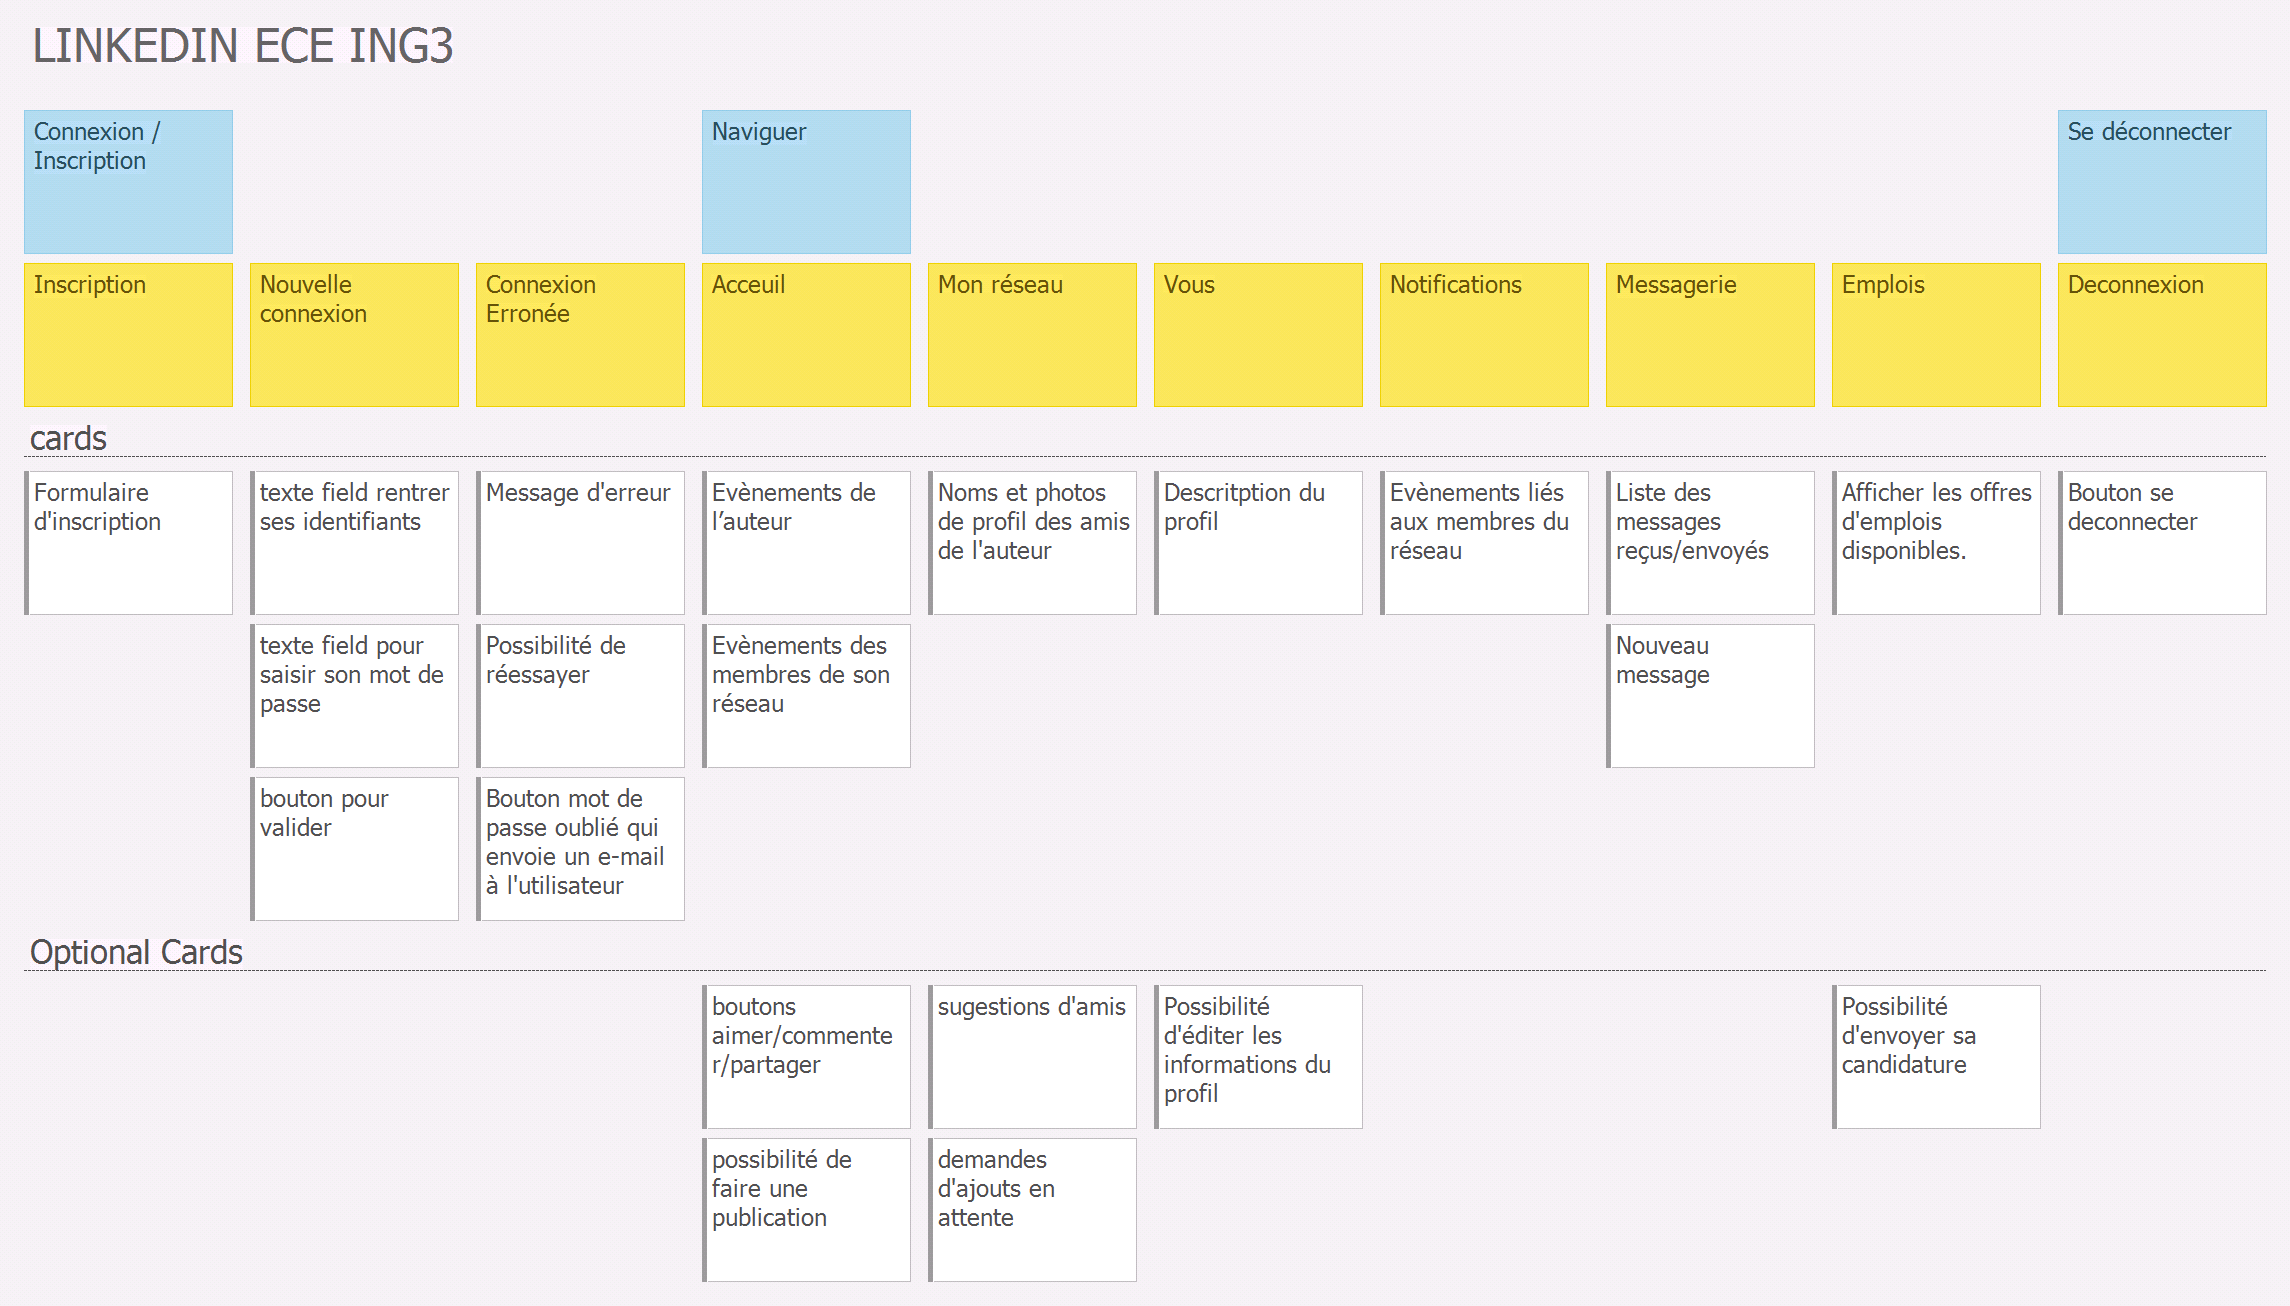 LINKEDIN ECE ING3
Connexion /
Inscription
Naviguer
Se déconnecter
Inscription
Nouvelle
connexion
Connexion
Erronée
Acceuil
Mon réseau
Vous
Notifications
Messagerie
Emplois
Deconnexion
cards
Formulaire
d'inscription
texte field rentrer
ses identifiants
Message d'erreur
Evènements de
l’auteur
Noms et photos
de profil des amis
de l'auteur
Descritption du
profil
Evènements liés
aux membres du
réseau
Liste des
messages
reçus/envoyés
Afficher les offres
d'emplois
disponibles.
Bouton se
deconnecter
texte field pour
saisir son mot de
passe
Possibilité de
réessayer
Evènements des
membres de son
réseau
Nouveau
message
bouton pour
valider
Bouton mot de
passe oublié qui
envoie un e-mail
à l'utilisateur
Optional Cards
boutons
aimer/commente
r/partager
sugestions d'amis
Possibilité
d'éditer les
informations du
profil
Possibilité
d'envoyer sa
candidature
possibilité de
faire une
publication
demandes
d'ajouts en
attente